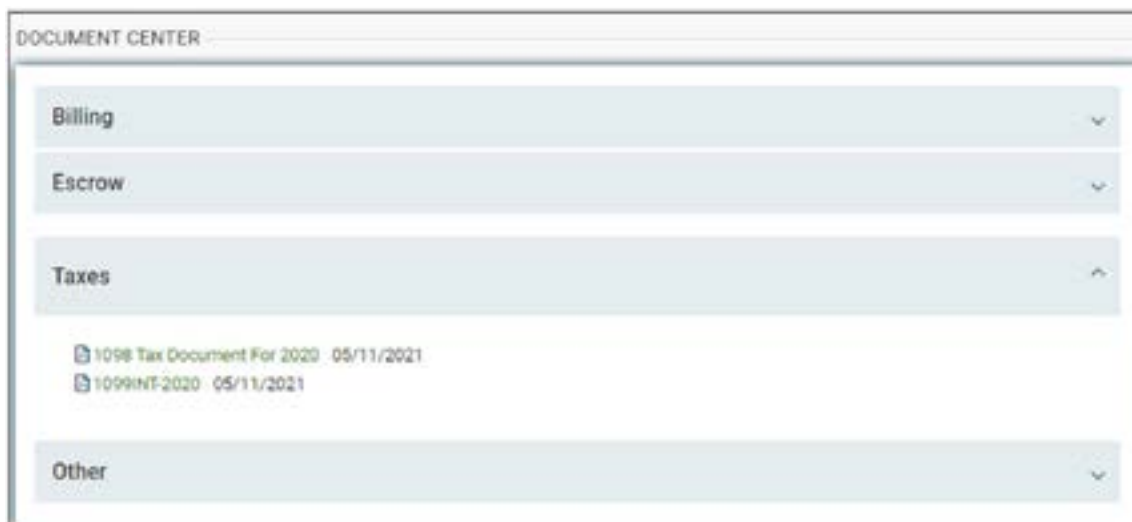 DOCUMENT CENTER
Billing
Escrow
Taxes
1098 Tax Document For 2020 05/11/2021
1099INT-2020 05/11/2021
Other